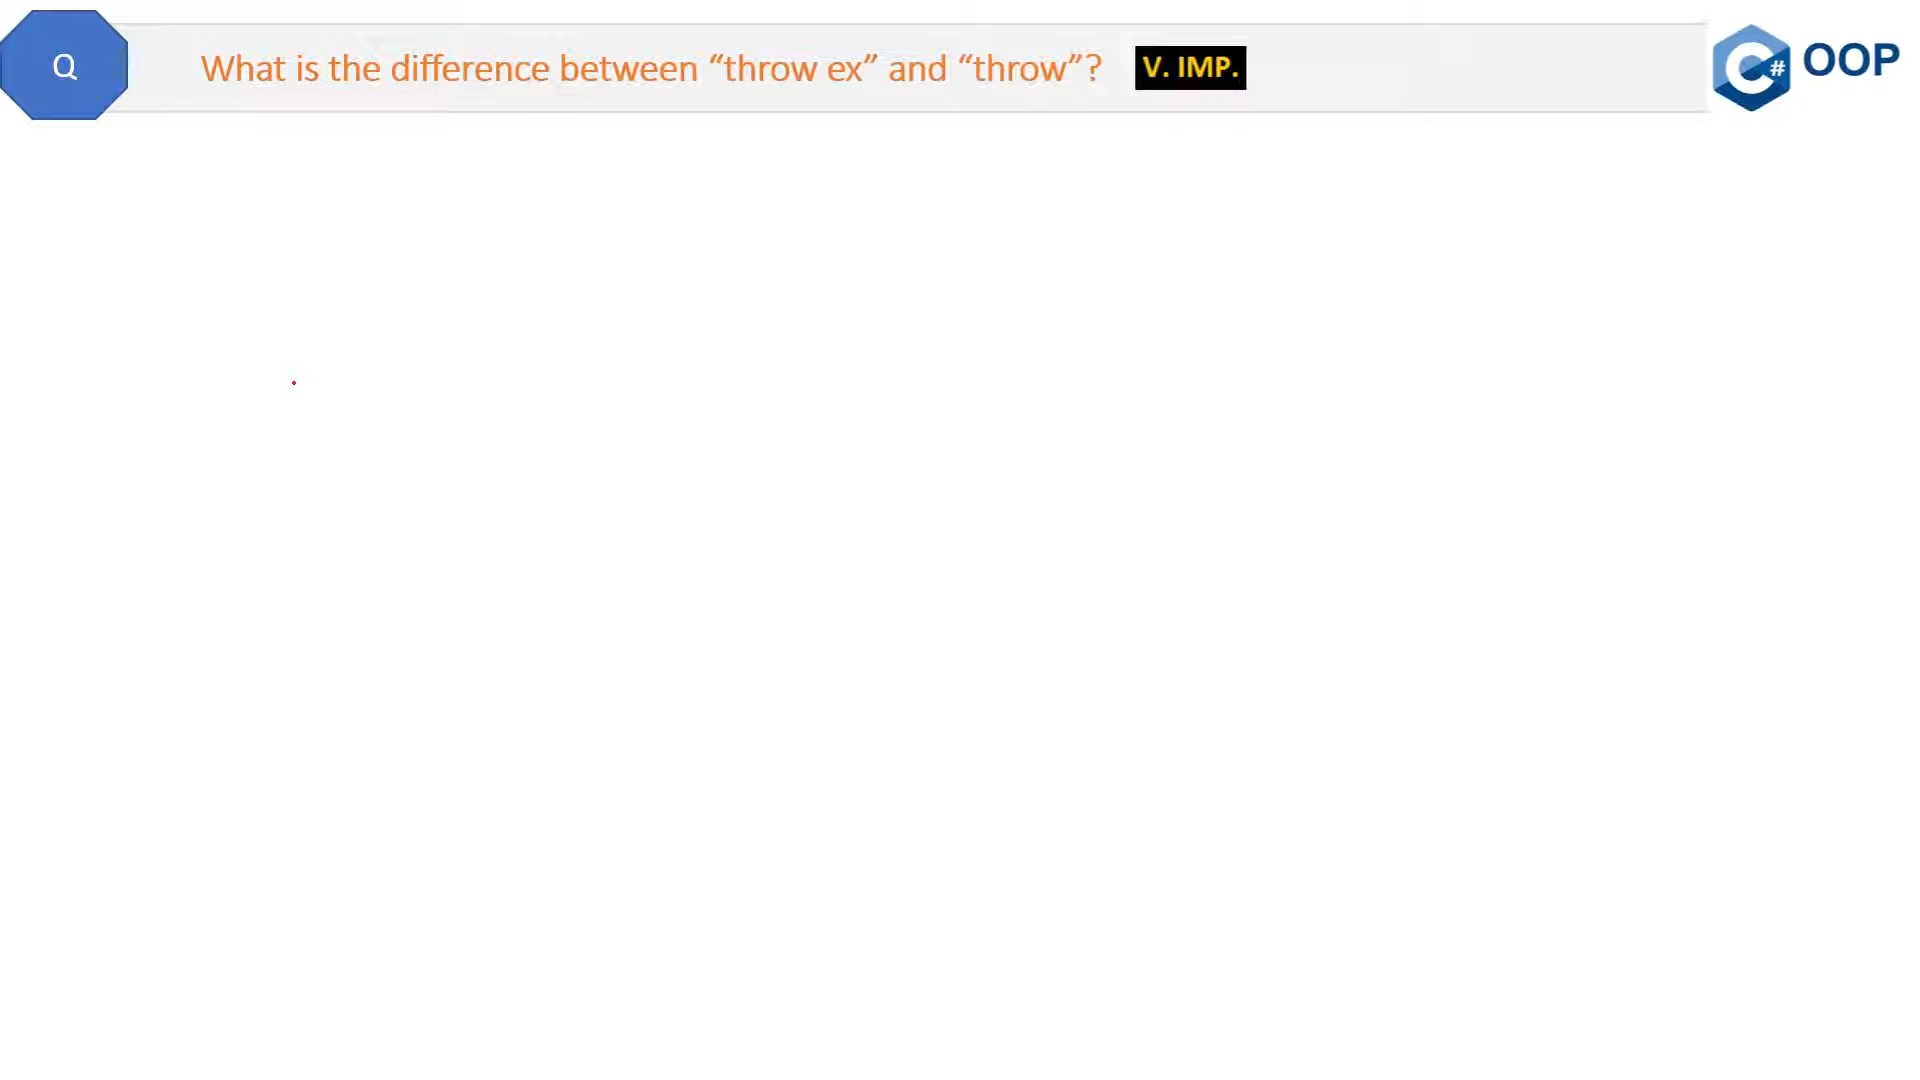 Q
What is the difference between “throw ex” and “throw”?
V. IMP.
C# OOP